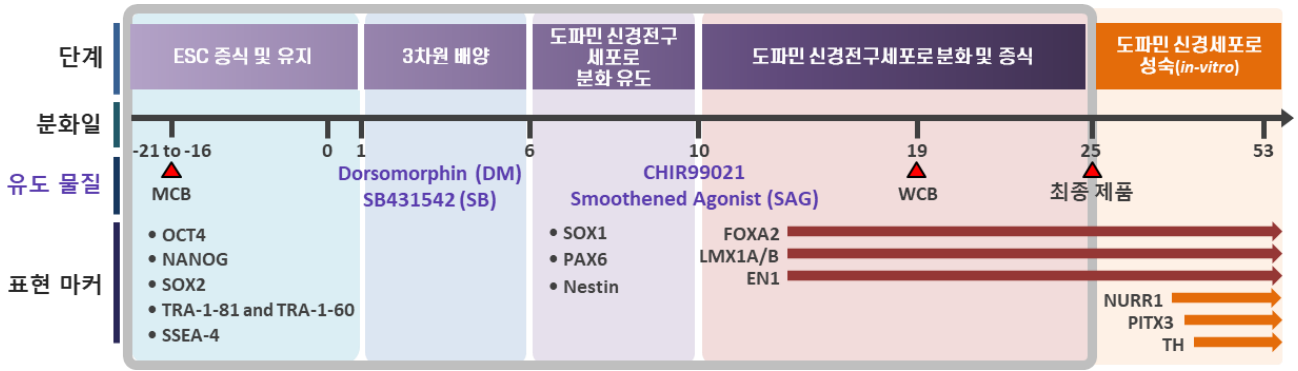 단계
ESC 증식 및 유지
3차원 배양
도파민 신경전구
세포로
분화 유도
도파민 신경전구세포로 분화 및 증식
도파민 신경세포로
성숙(in-vitro)
분화일
-21 to -16
0
1
6
10
19
25
53
유도 물질
MCB
Dorsomorphin (DM)
SB431542 (SB)
CHIR99021
Smoothened Agonist (SAG)
WCB
최종 제품
표현 마커
• OCT4
• NANOG
• SOX2
• TRA-1-81 and TRA-1-60
• SSEA-4
• SOX1
• PAX6
• Nestin
FOXA2
LMX1A/B
EN1
NURR1
PITX3
TH